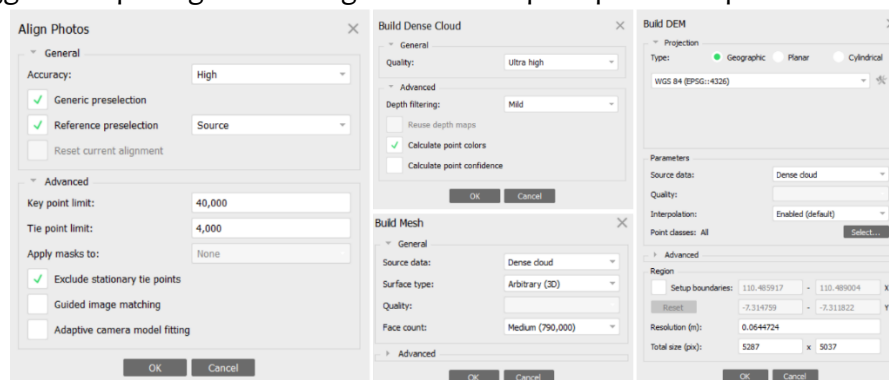 Align Photos
General
Accuracy: High
Generic preselection
Reference preselection Source
Reset current alignment
Advanced
Key point limit: 40,000
Tie point limit: 4,000
Apply masks to: None
Exclude stationary tie points
Guided image matching
Adaptive camera model fitting
OK Cancel
Build Dense Cloud
General
Quality: Ultra high
Advanced
Depth filtering: Mild
Reuse depth maps
Calculate point colors
Calculate point confidence
OK Cancel
Build Mesh
General
Source data: Dense cloud
Surface type: Arbitrary (3D)
Quality:
Face count: Medium (790,000)
Advanced
OK Cancel
Build DEM
Projection
Type: Geographic Planar Cylindrical
WGS 84 (EPSG::4326)
Parameters
Source data: Dense cloud
Quality:
Interpolation: Enabled (default)
Point classes: All Select...
Advanced
Region
Setup boundaries: 110.485917 - 110.489004 X
Reset -7.314759 - -7.311822 Y
Resolution (m): 0.0644724
Total size (pix): 5287 x 5037
OK Cancel